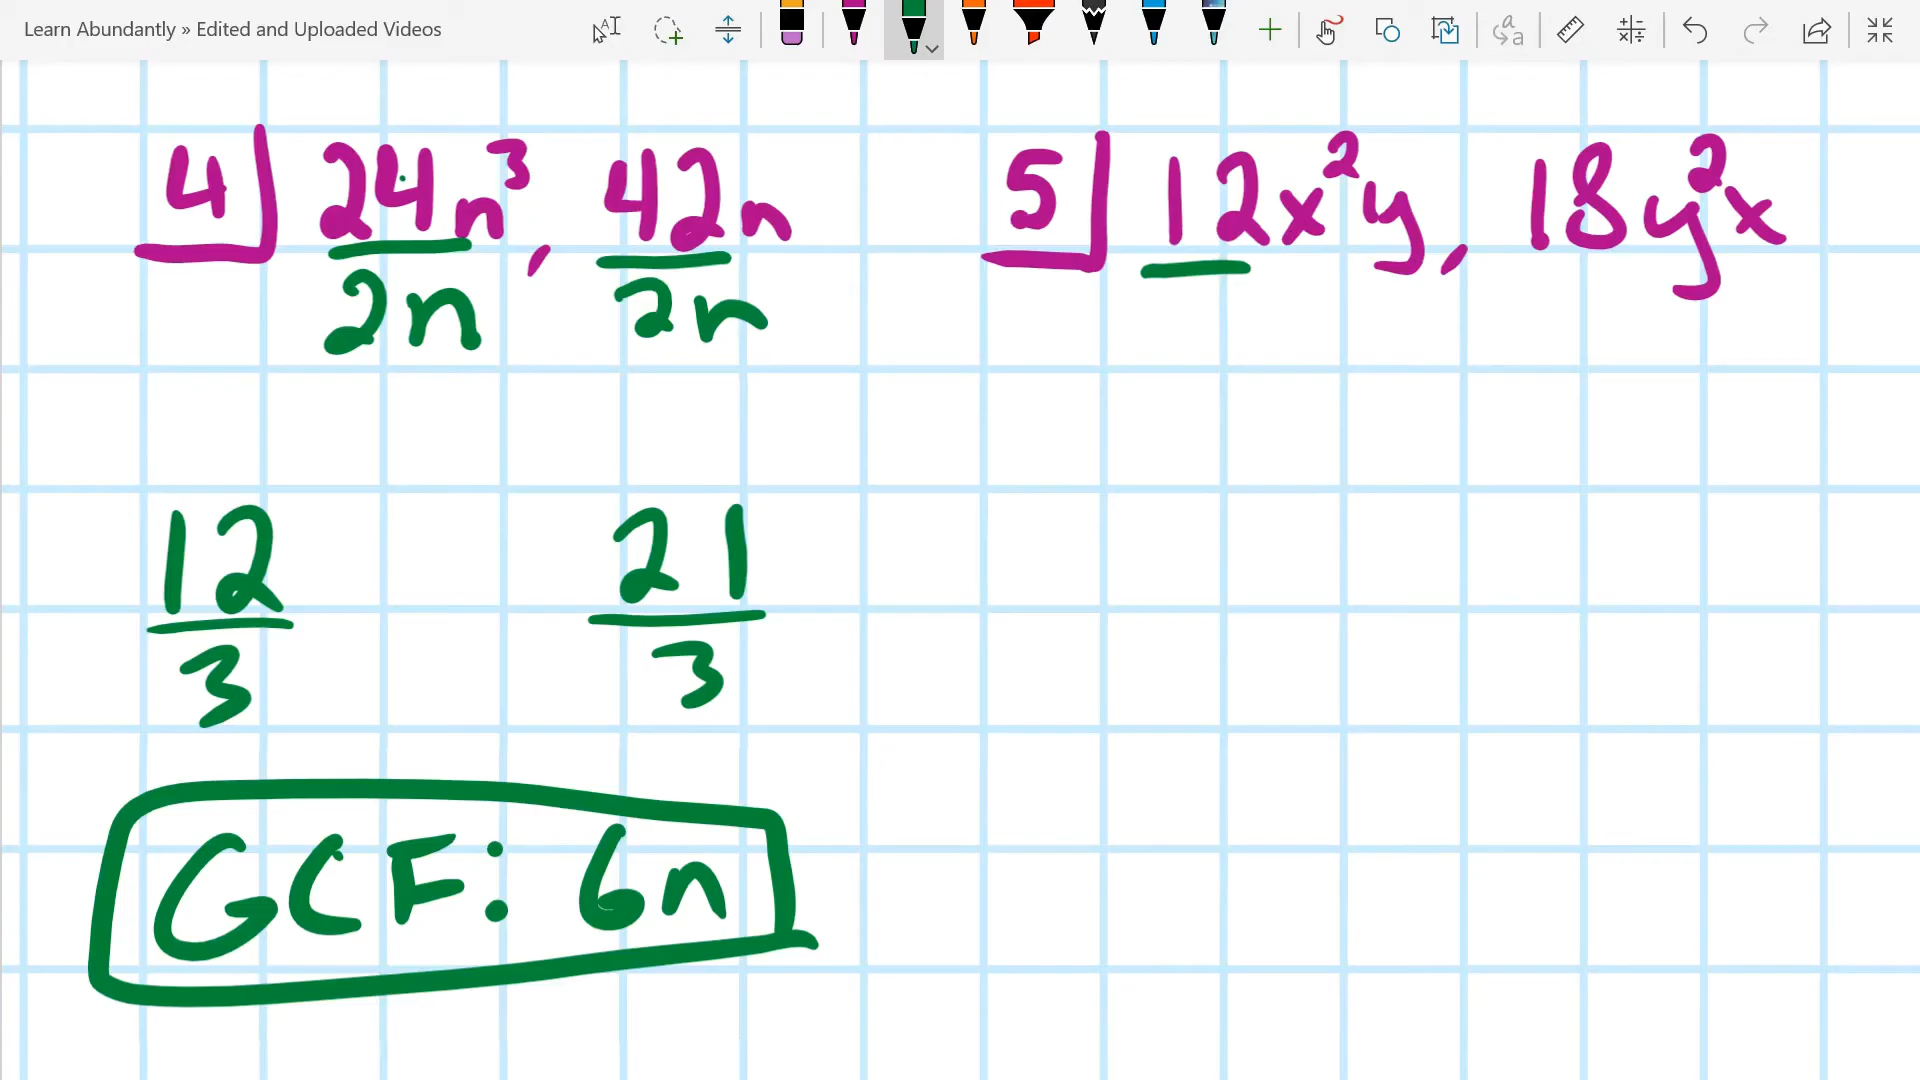 Learn Abundantly » Edited and Uploaded Videos
4 24n³, 42n
2n 2n
12/3 21/3
GCF: 6n
5 12x²y, 18y²x